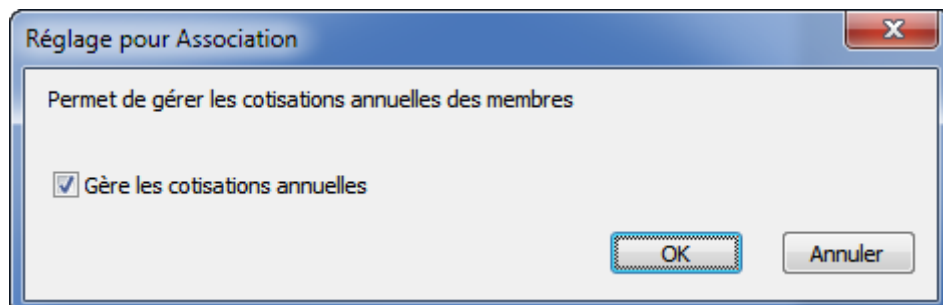 Réglage pour Association
Permet de gérer les cotisations annuelles des membres
Gère les cotisations annuelles
OK Annuler